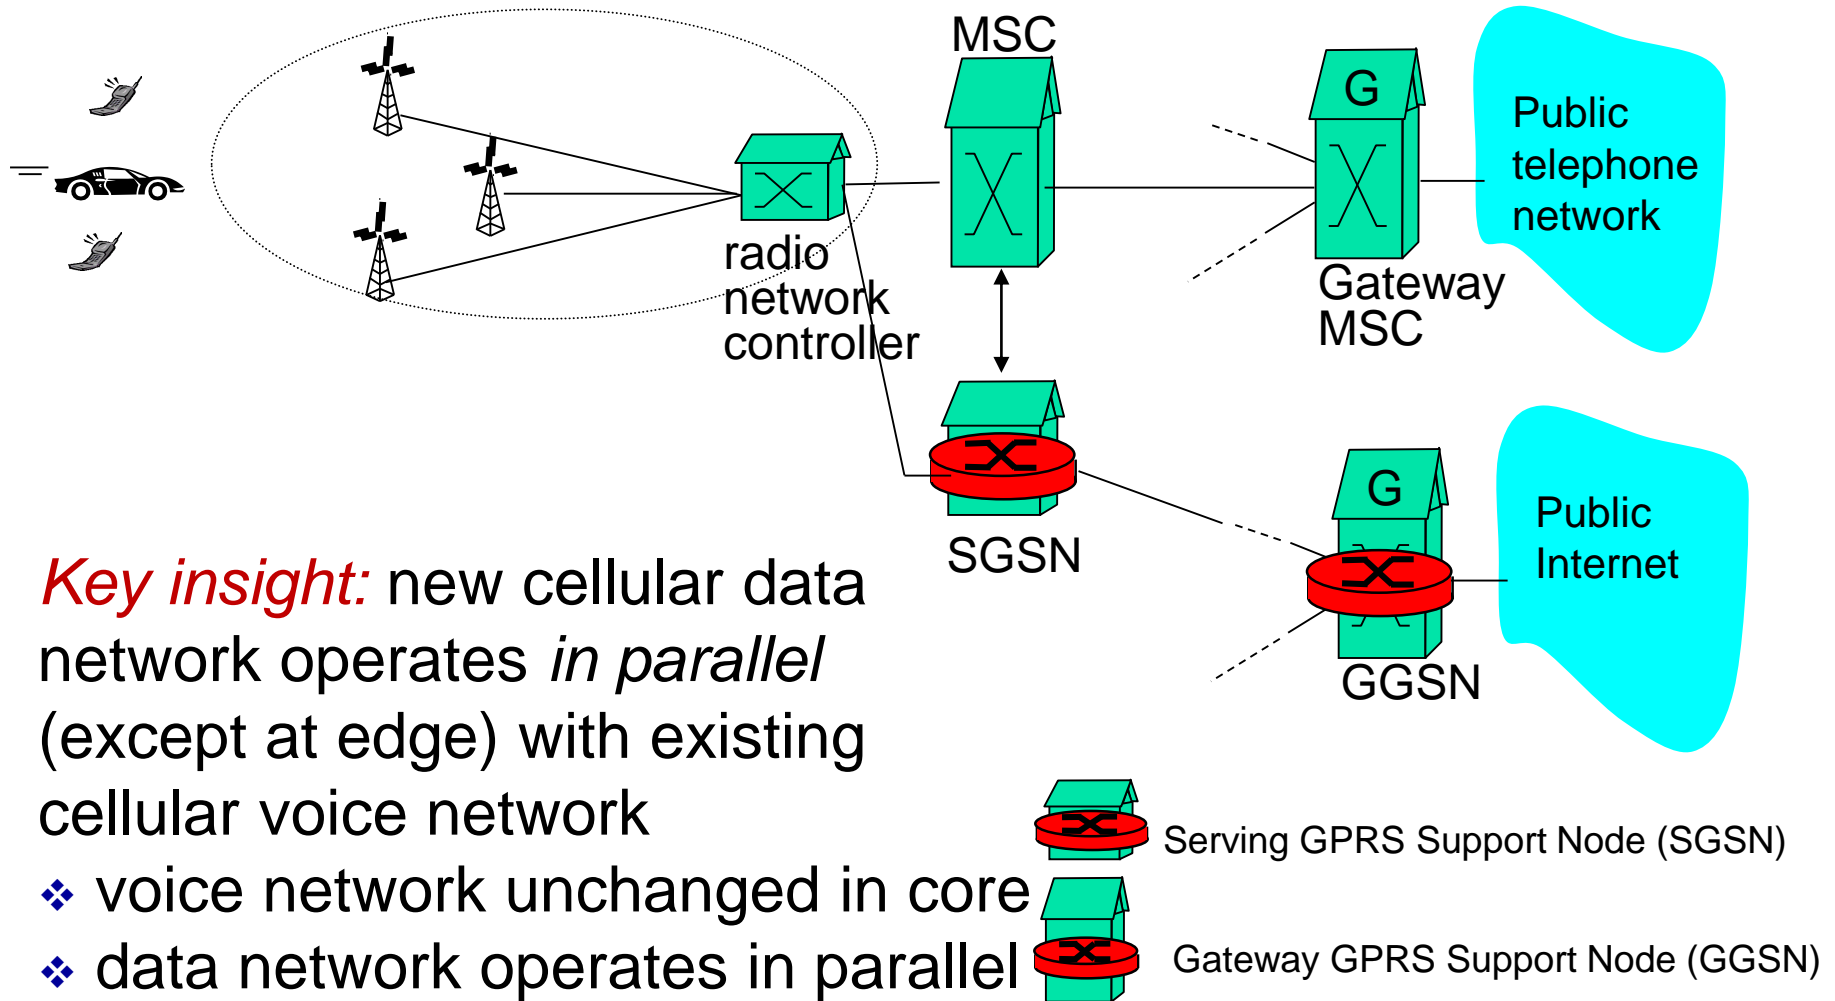 MSC
G
Public
telephone
network
radio
network
controller
Gateway
MSC
G
Public
Internet
SGSN
GGSN
Key insight: new cellular data
network operates in parallel
(except at edge) with existing
cellular voice network
❖ voice network unchanged in core
❖ data network operates in parallel
Serving GPRS Support Node (SGSN)
Gateway GPRS Support Node (GGSN)